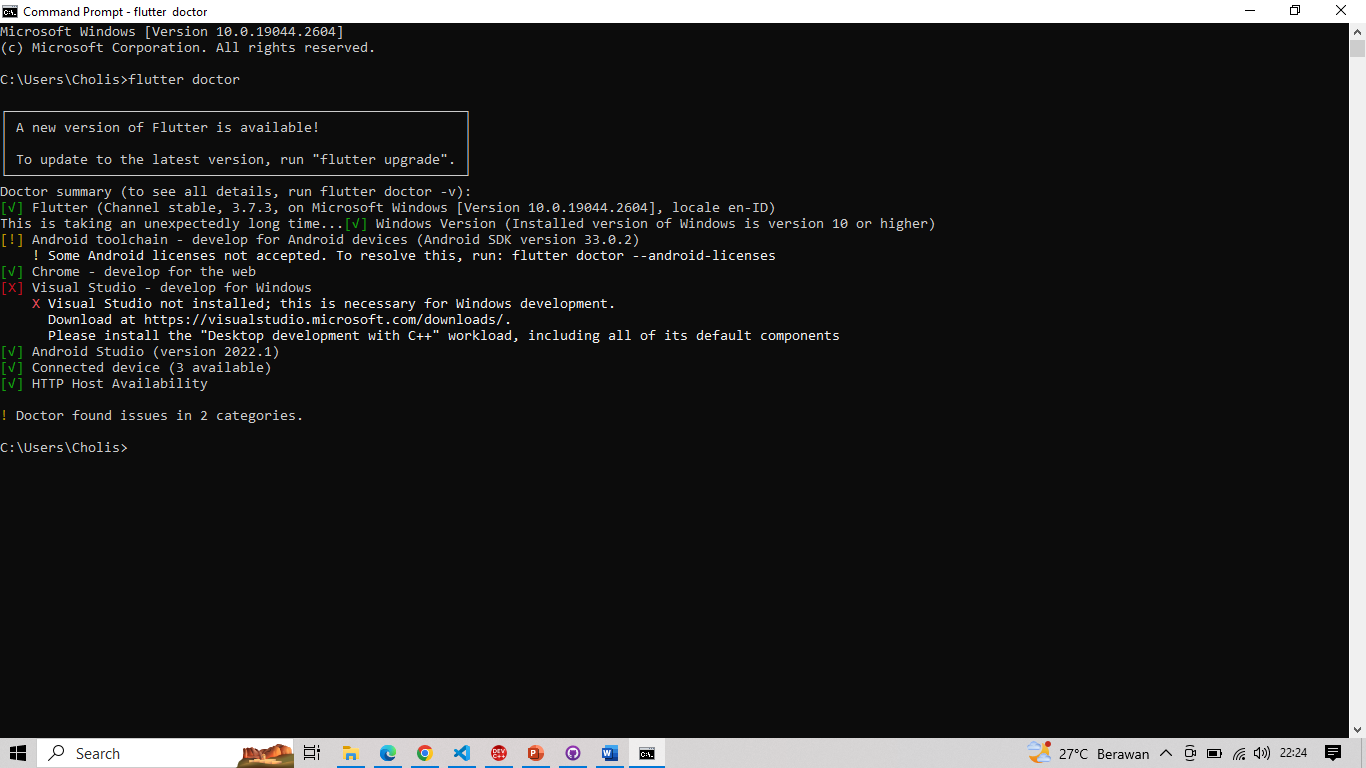 Command Prompt - flutter  doctor
Microsoft Windows [Version 10.0.19044.2604]
(c) Microsoft Corporation. All rights reserved.
C:\Users\Cholis>flutter doctor
A new version of Flutter is available!
To update to the latest version, run "flutter upgrade".
Doctor summary (to see all details, run flutter doctor -v):
[√] Flutter (Channel stable, 3.7.3, on Microsoft Windows [Version 10.0.19044.2604], locale en-ID)
This is taking an unexpectedly long time...[√] Windows Version (Installed version of Windows is version 10 or higher)
[!] Android toolchain - develop for Android devices (Android SDK version 33.0.2)
! Some Android licenses not accepted. To resolve this, run: flutter doctor --android-licenses
[√] Chrome - develop for the web
[X] Visual Studio - develop for Windows
X Visual Studio not installed; this is necessary for Windows development.
Download at https://visualstudio.microsoft.com/downloads/.
Please install the "Desktop development with C++" workload, including all of its default components
[√] Android Studio (version 2022.1)
[√] Connected device (3 available)
[√] HTTP Host Availability
! Doctor found issues in 2 categories.
C:\Users\Cholis>
Search
27°C Berawan
22:24